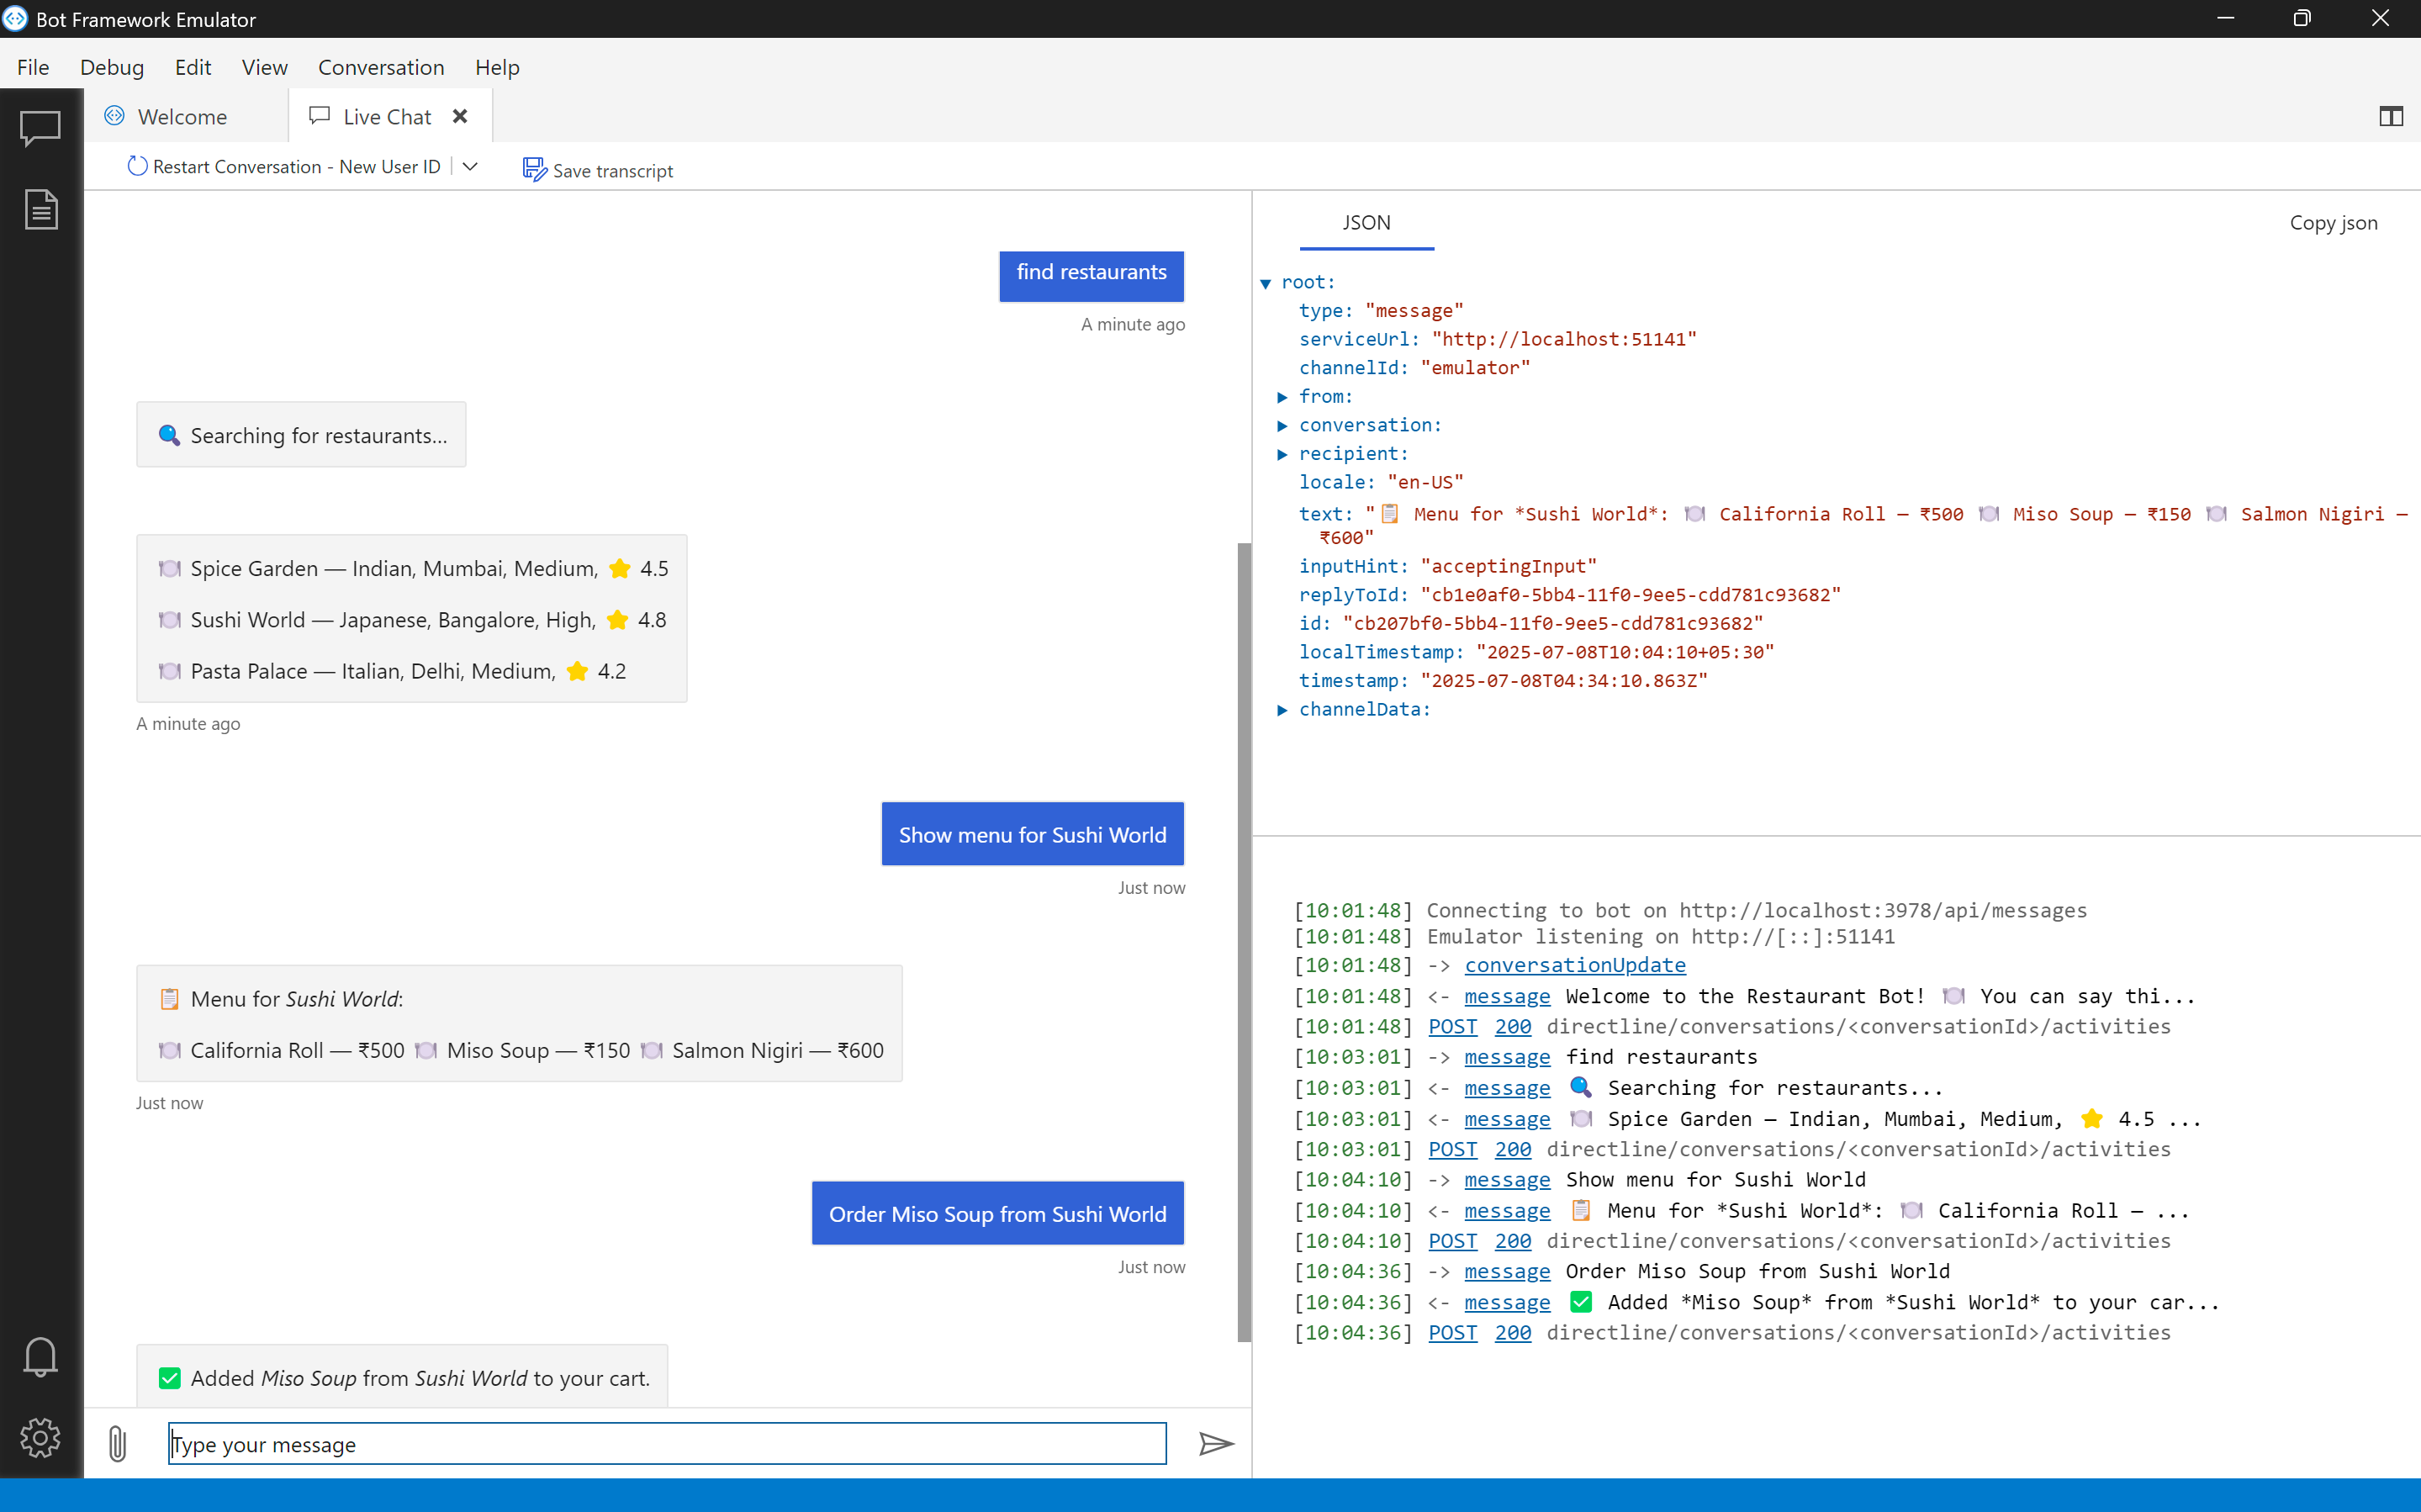 Bot Framework Emulator
File Debug Edit View Conversation Help
Welcome Live Chat
Restart Conversation - New User ID Save transcript
find restaurants
A minute ago
🔍 Searching for restaurants...
🍽️ Spice Garden — Indian, Mumbai, Medium, ⭐ 4.5
🍽️ Sushi World — Japanese, Bangalore, High, ⭐ 4.8
🍽️ Pasta Palace — Italian, Delhi, Medium, ⭐ 4.2
A minute ago
Show menu for Sushi World
Just now
📋 Menu for Sushi World:
🍽️ California Roll — ₹500 🍽️ Miso Soup — ₹150 🍽️ Salmon Nigiri — ₹600
Just now
Order Miso Soup from Sushi World
Just now
✅ Added Miso Soup from Sushi World to your cart.
Type your message
JSON Copy json
root:
type: "message"
serviceUrl: "http://localhost:51141"
channelId: "emulator"
from:
conversation:
recipient:
locale: "en-US"
text: "📋 Menu for *Sushi World*: 🍽️ California Roll — ₹500 🍽️ Miso Soup — ₹150 🍽️ Salmon Nigiri —
₹600"
inputHint: "acceptingInput"
replyToId: "cb1e0af0-5bb4-11f0-9ee5-cdd781c93682"
id: "cb207bf0-5bb4-11f0-9ee5-cdd781c93682"
localTimestamp: "2025-07-08T10:04:10+05:30"
timestamp: "2025-07-08T04:34:10.863Z"
channelData:
[10:01:48] Connecting to bot on http://localhost:3978/api/messages
[10:01:48] Emulator listening on http://[::]:51141
[10:01:48] -> conversationUpdate
[10:01:48] <- message Welcome to the Restaurant Bot! 🍽️ You can say thi...
[10:01:48] POST 200 directline/conversations/<conversationId>/activities
[10:03:01] -> message find restaurants
[10:03:01] <- message 🔍 Searching for restaurants...
[10:03:01] <- message 🍽️ Spice Garden — Indian, Mumbai, Medium, ⭐ 4.5 ...
[10:03:01] POST 200 directline/conversations/<conversationId>/activities
[10:04:10] -> message Show menu for Sushi World
[10:04:10] <- message 📋 Menu for *Sushi World*: 🍽️ California Roll — ...
[10:04:10] POST 200 directline/conversations/<conversationId>/activities
[10:04:36] -> message Order Miso Soup from Sushi World
[10:04:36] <- message ✅ Added *Miso Soup* from *Sushi World* to your car...
[10:04:36] POST 200 directline/conversations/<conversationId>/activities